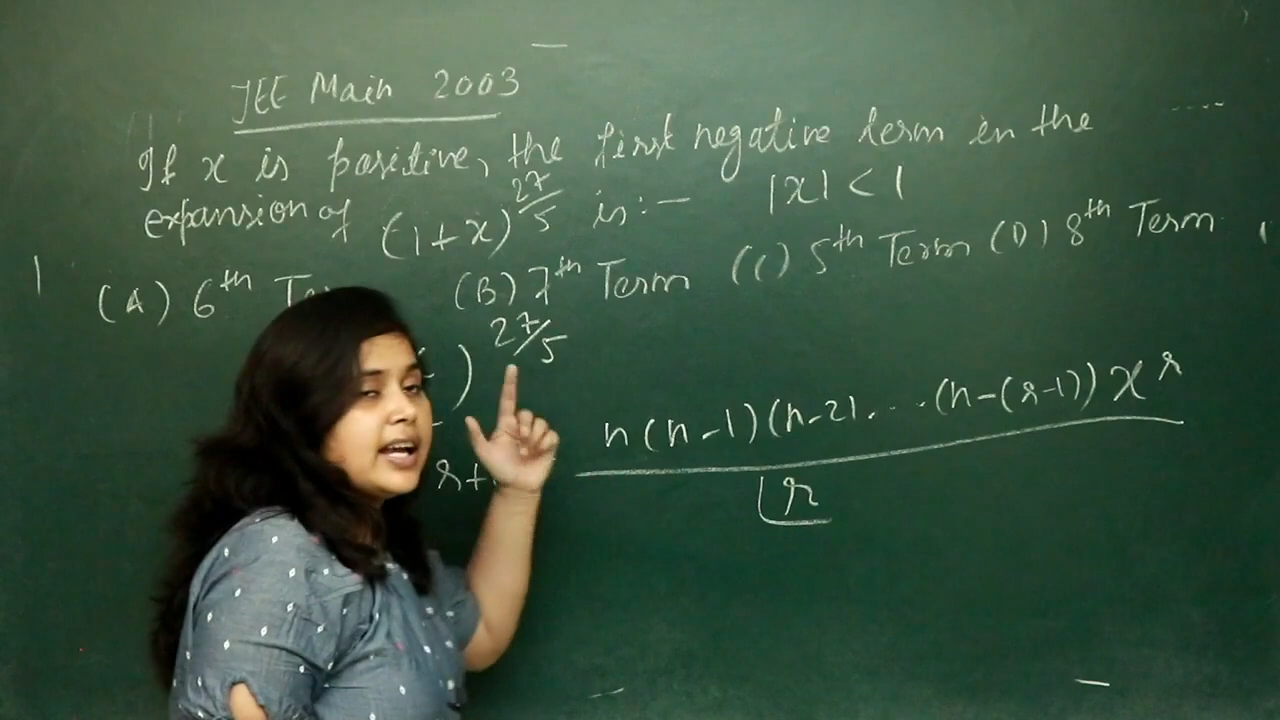 JEE Main 2003
If x is positive, the first negative term in the
expansion of (1+x)^27/5 is:- |x| < 1
(A) 6th (B) 7th Term (C) 5th Term (D) 8th Term
)^27/5
n(n-1)(n-2)....(n-(r-1)) x^r
r+
|r